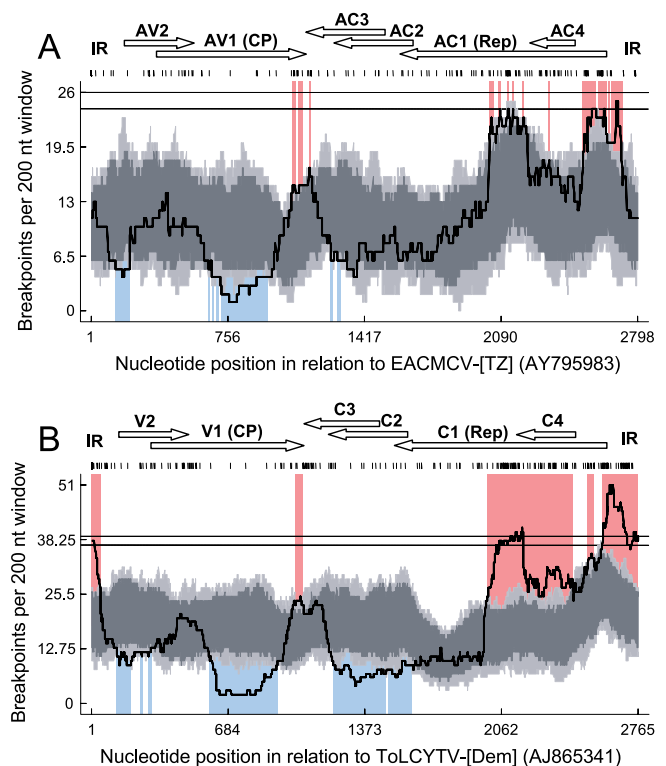 A
IR AV2 AV1 (CP) AC3 AC2 AC1 (Rep) AC4 IR
Breakpoints per 200 nt window
26
19.5
13
6.5
0
1 756 1417 2090 2798
Nucleotide position in relation to EACMCV-[TZ] (AY795983)
B
IR V2 V1 (CP) C3 C2 C1 (Rep) C4 IR
Breakpoints per 200 nt window
51
38.25
25.5
12.75
0
1 684 1373 2062 2765
Nucleotide position in relation to ToLCYTV-[Dem] (AJ865341)